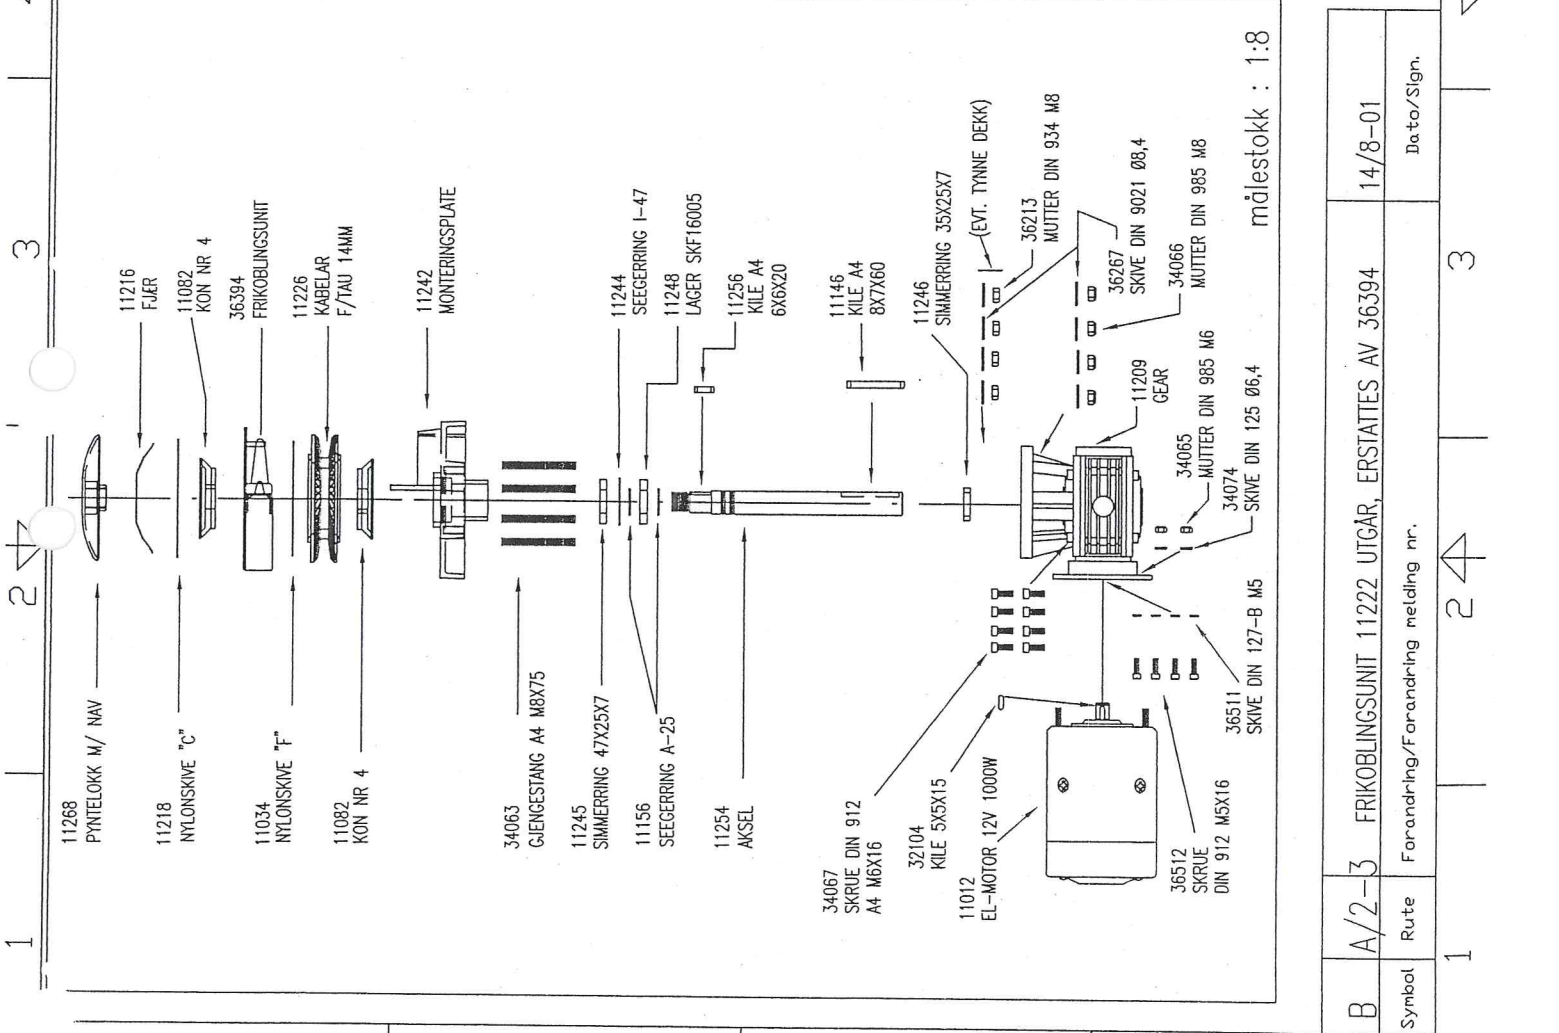 3
2
1
11268
PYNTELOKK M/ NAV
11216
FJÆR
11218
NYLONSKIVE "C"
11082
KON NR 4
36394
FRIKOBLINGSUNIT
11034
NYLONSKIVE "F"
11226
KABELAR
F/TAU 14MM
11082
KON NR 4
11242
MONTERINGSPLATE
34063
GJENGESTANG A4 M8X75
11245
SIMMERRING 47X25X7
11244
SEEGERRING I-47
11156
SEEGERRING A-25
11248
LAGER SKF16005
11254
AKSEL
11256
KILE A4
6X6X20
11146
KILE A4
8X7X60
11246
SIMMERRING 35X25X7
(EVT. TYNNE DEKK)
36213
MUTTER DIN 934 M8
36267
SKIVE DIN 9021 Ø8,4
34066
MUTTER DIN 985 M8
11209
GEAR
34065
MUTTER DIN 985 M6
34074
SKIVE DIN 125 Ø6,4
34067
SKRUE DIN 912
A4 M6X16
32104
KILE 5X5X15
11012
EL-MOTOR 12V 1000W
36512
SKRUE
DIN 912 M5X16
36511
SKIVE DIN 127-B M5
målestokk : 1:8
B A/2-3 FRIKOBLINGSUNIT 11222 UTGÅR, ERSTATTES AV 36394 14/8-01
Symbol Rute Forandring/Forandring melding nr. Dato/Sign.
1
2
3